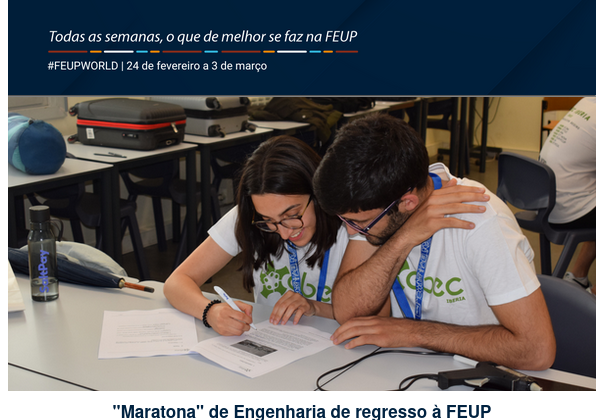 Todas as semanas, o que de melhor se faz na FEUP
#FEUPWORLD | 24 de fevereiro a 3 de março
"Maratona" de Engenharia de regresso à FEUP